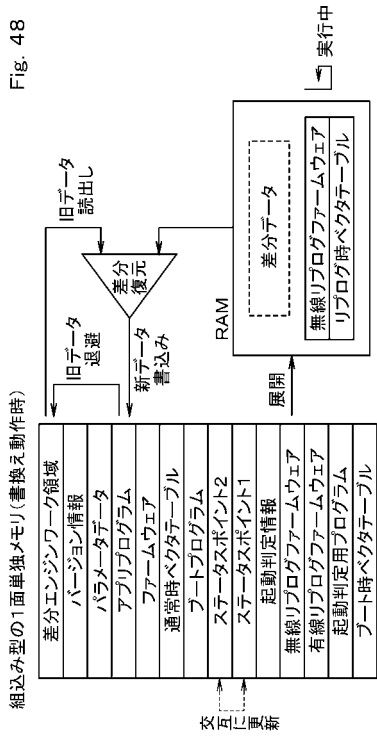 Fig. 48
組込み型の1面単独メモリ(書換え動作時)
差分エンジンワーク領域
バージョン情報
パラメータデータ
アプリプログラム
ファームウェア
通常時ベクタテーブル
ブートプログラム
ステータスポイント2
ステータスポイント1
起動判定情報
無線リプログファームウェア
有線リプログファームウェア
起動判定用プログラム
ブート時ベクタテーブル
交互に
更新
旧データ
退避
旧データ
読出し
差分
復元
新データ
書込み
展開
RAM
差分データ
無線リプログファームウェア
リプログ時ベクタテーブル
実行中